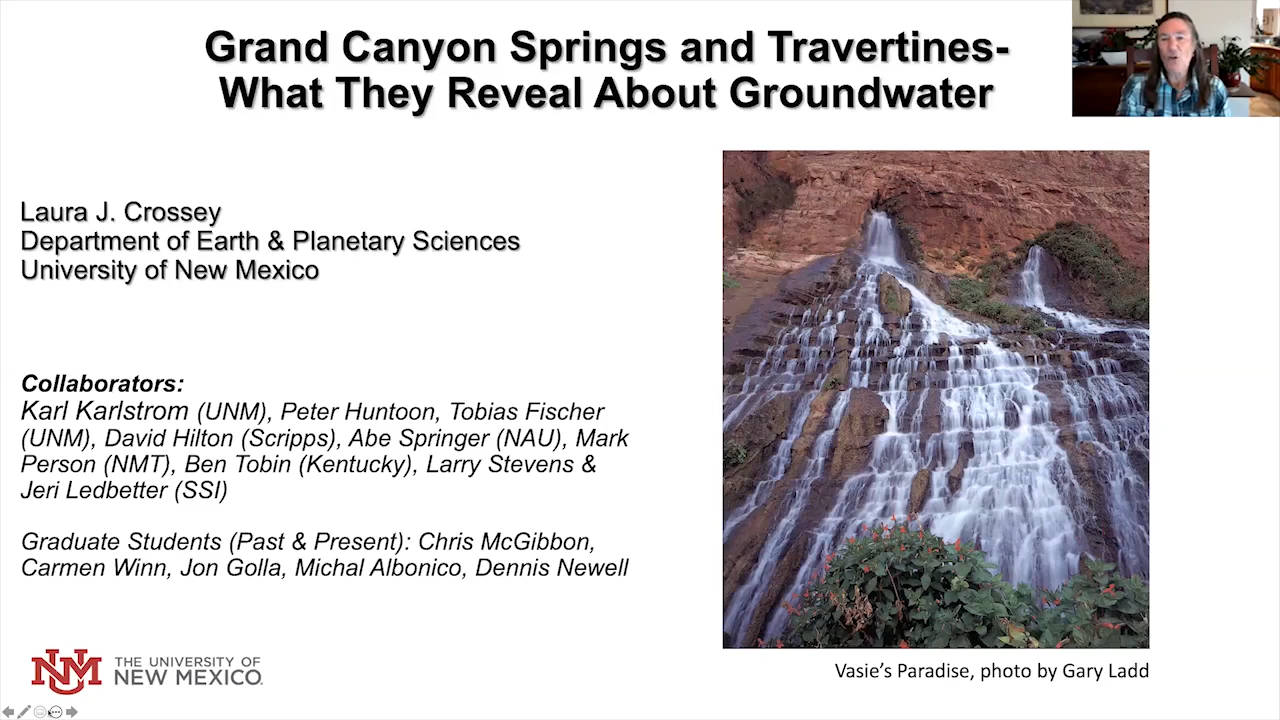 Grand Canyon Springs and Travertines-
What They Reveal About Groundwater
Laura J. Crossey
Department of Earth & Planetary Sciences
University of New Mexico
Collaborators:
Karl Karlstrom (UNM), Peter Huntoon, Tobias Fischer
(UNM), David Hilton (Scripps), Abe Springer (NAU), Mark
Person (NMT), Ben Tobin (Kentucky), Larry Stevens &
Jeri Ledbetter (SSI)
Graduate Students (Past & Present): Chris McGibbon,
Carmen Winn, Jon Golla, Michal Albonico, Dennis Newell
UNM
THE UNIVERSITY OF
NEW MEXICO.
Vasie's Paradise, photo by Gary Ladd